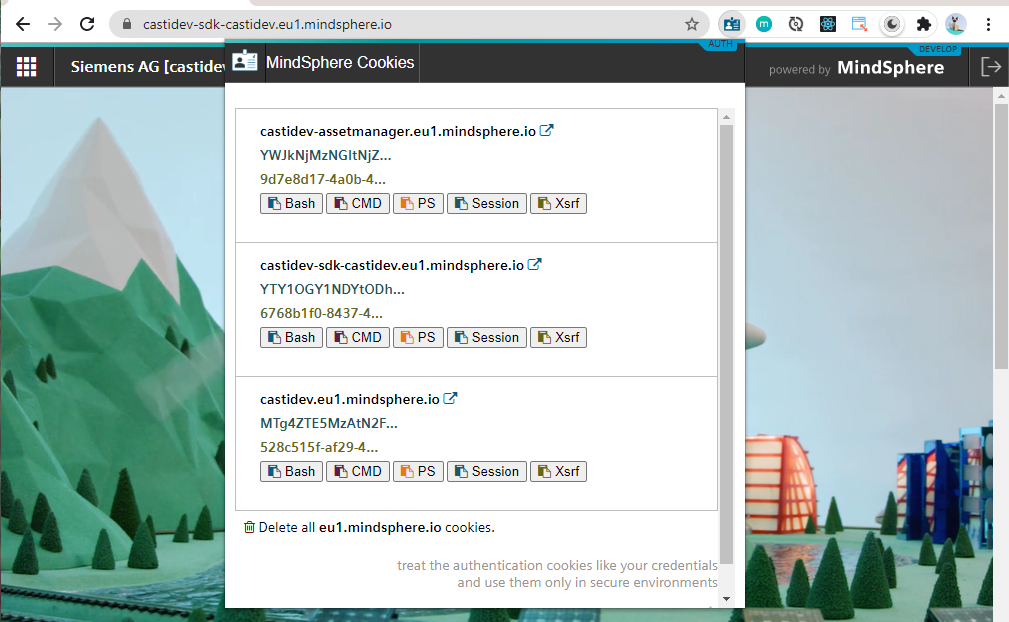 castidev-sdk-castidev.eu1.mindsphere.io
m
AUTH
DEVELOP
Siemens AG [castidev
MindSphere Cookies
powered by MindSphere
castidev-assetmanager.eu1.mindsphere.io
YWJkNjMzNGItNjZ...
9d7e8d17-4a0b-4...
Bash CMD PS Session Xsrf
castidev-sdk-castidev.eu1.mindsphere.io
YTY1OGY1NDYtODh...
6768b1f0-8437-4...
Bash CMD PS Session Xsrf
castidev.eu1.mindsphere.io
MTg4ZTE5MzAtN2F...
528c515f-af29-4...
Bash CMD PS Session Xsrf
Delete all eu1.mindsphere.io cookies.
treat the authentication cookies like your credentials
and use them only in secure environments